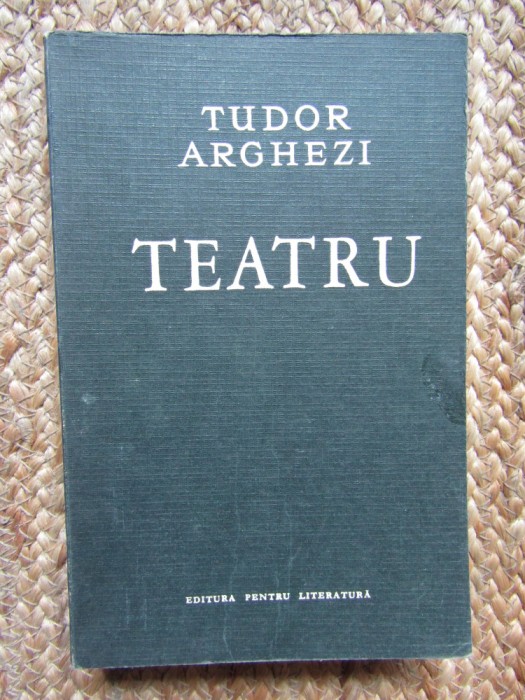 TUDOR
ARGHEZI
TEATRU
EDITURA PENTRU LITERATURĂ